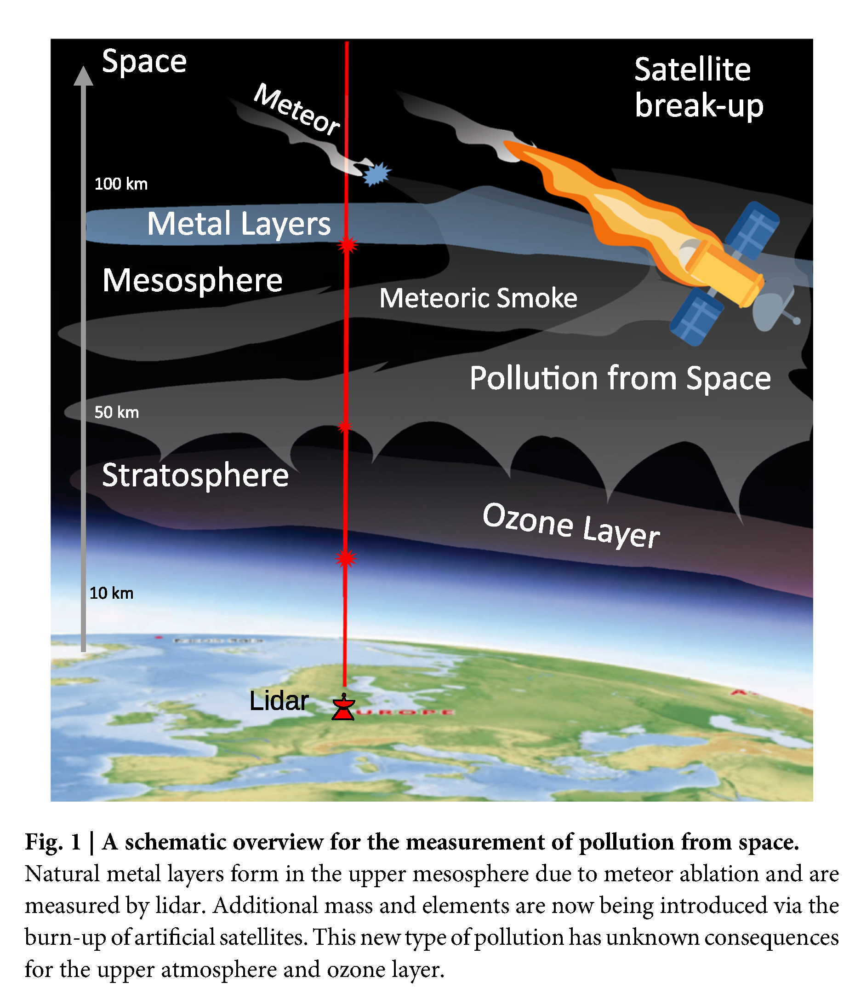 Space
Satellite
break-up
Meteor
100 km
Metal Layers
Mesosphere
Meteoric Smoke
Pollution from Space
50 km
Stratosphere
Ozone Layer
10 km
Lidar
UROPE
Fig. 1 | A schematic overview for the measurement of pollution from space.
Natural metal layers form in the upper mesosphere due to meteor ablation and are
measured by lidar. Additional mass and elements are now being introduced via the
burn-up of artificial satellites. This new type of pollution has unknown consequences
for the upper atmosphere and ozone layer.